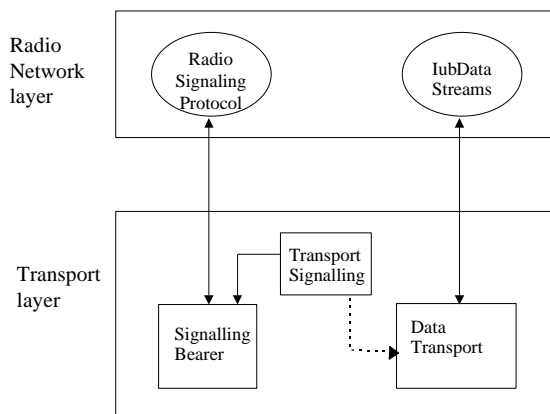 Radio
Network
layer
Radio
Signaling
Protocol
IubData
Streams
Transport
layer
Transport
Signalling
Signalling
Bearer
Data
Transport